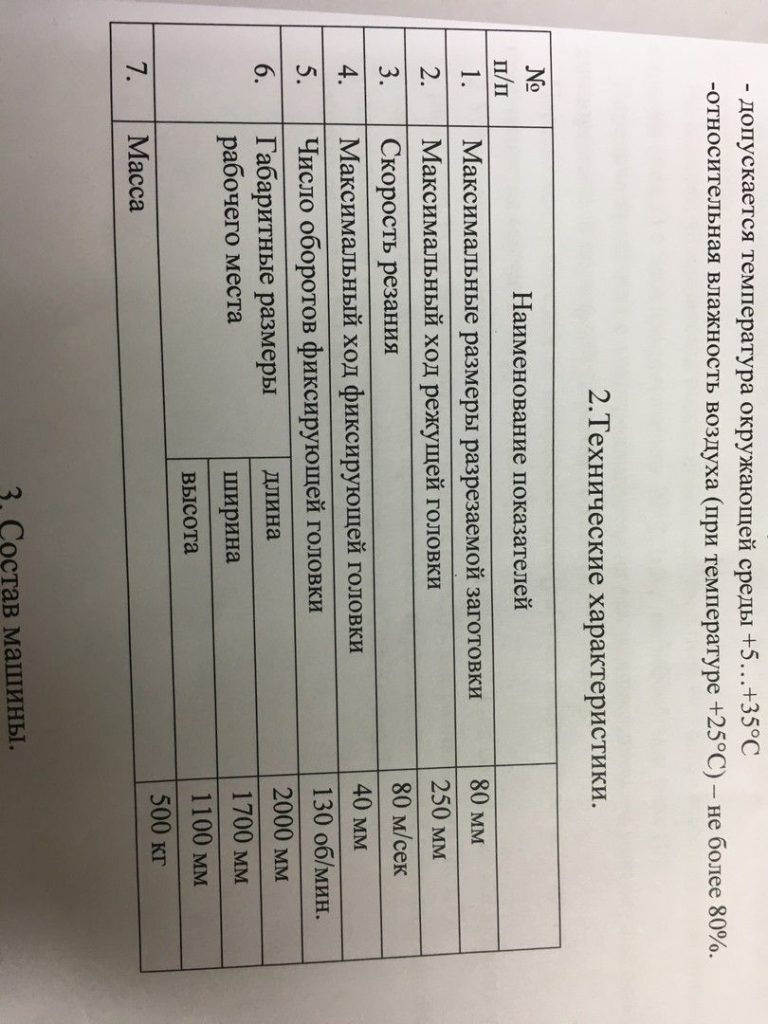 - допускается температура окружающей среды +5…+35°С
-относительная влажность воздуха (при температуре +25°С) – не более 80%.
2.Технические характеристики.
№ п/п Наименование показателей
1. Максимальные размеры разрезаемой заготовки 80 мм
2. Максимальный ход режущей головки 250 мм
3. Скорость резания 80 м/сек
4. Максимальный ход фиксирующей головки 40 мм
5. Число оборотов фиксирующей головки 130 об/мин.
6. Габаритные размеры рабочего места длина 2000 мм
ширина 1700 мм
высота 1100 мм
7. Масса 500 кг
3. Состав машины.